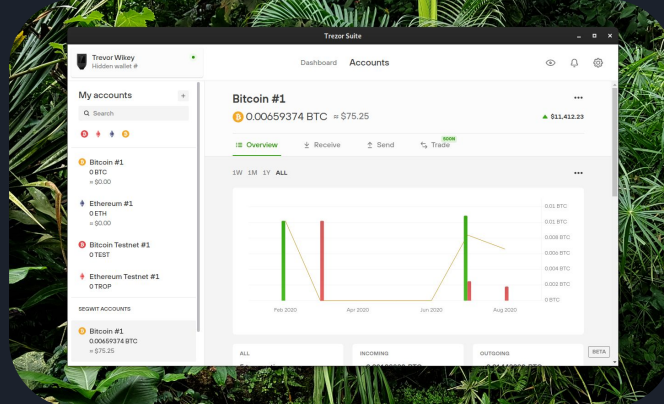 Trezor Suite
Trevor Wikey
Hidden wallet #
Dashboard Accounts
My accounts
+
Search
Bitcoin #1
0 BTC
≈ $0.00
Ethereum #1
0 ETH
≈ $0.00
Bitcoin Testnet #1
0 TEST
Ethereum Testnet #1
0 TROP
SEGWIT ACCOUNTS
Bitcoin #1
0.00659374 BTC
≈ $75.25
Bitcoin #1
0.00659374 BTC ≈ $75.25
$11,412.23
Overview Receive Send Trade SOON
1W 1M 1Y ALL
0.01 BTC
0.01 BTC
0.008 BTC
0.006 BTC
0.004 BTC
0.002 BTC
0 BTC
Feb 2020 Apr 2020 Jun 2020 Aug 2020
ALL INCOMING OUTGOING
BETA